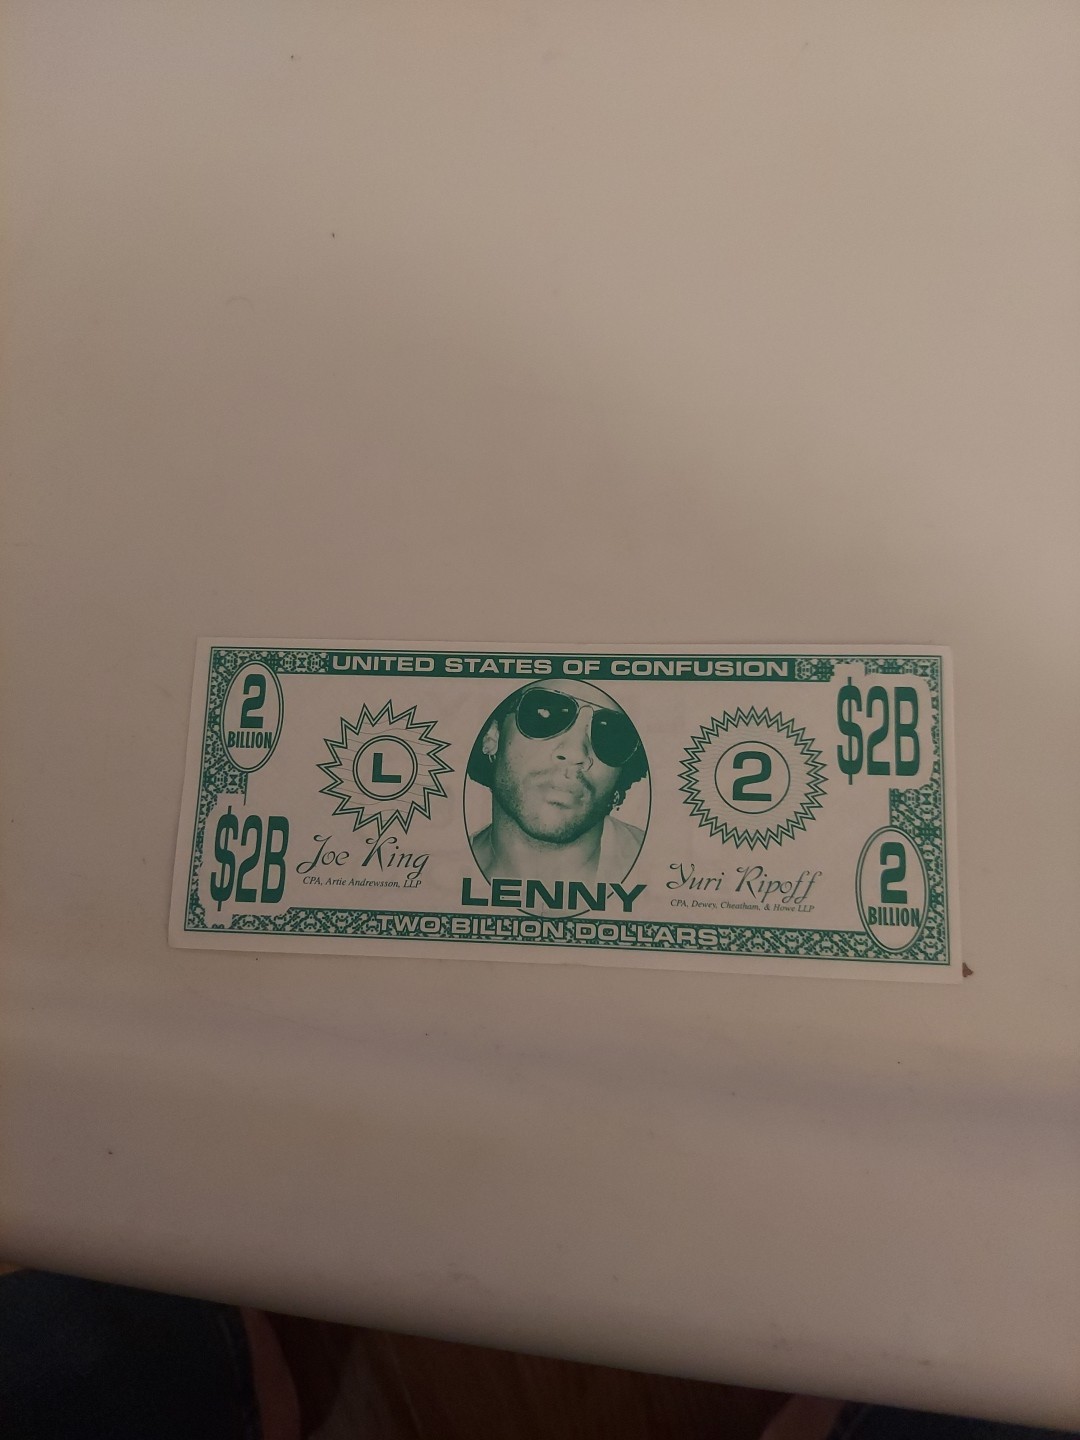 UNITED STATES OF CONFUSION
2
BILLION
$2B
L
2
$2B
Joe King
CPA, Artie Andrewsson, LLP
LENNY
Yuri Ripoff
CPA, Dewey, Cheatham, & Howe LLP
2
BILLION
TWO BILLION DOLLARS